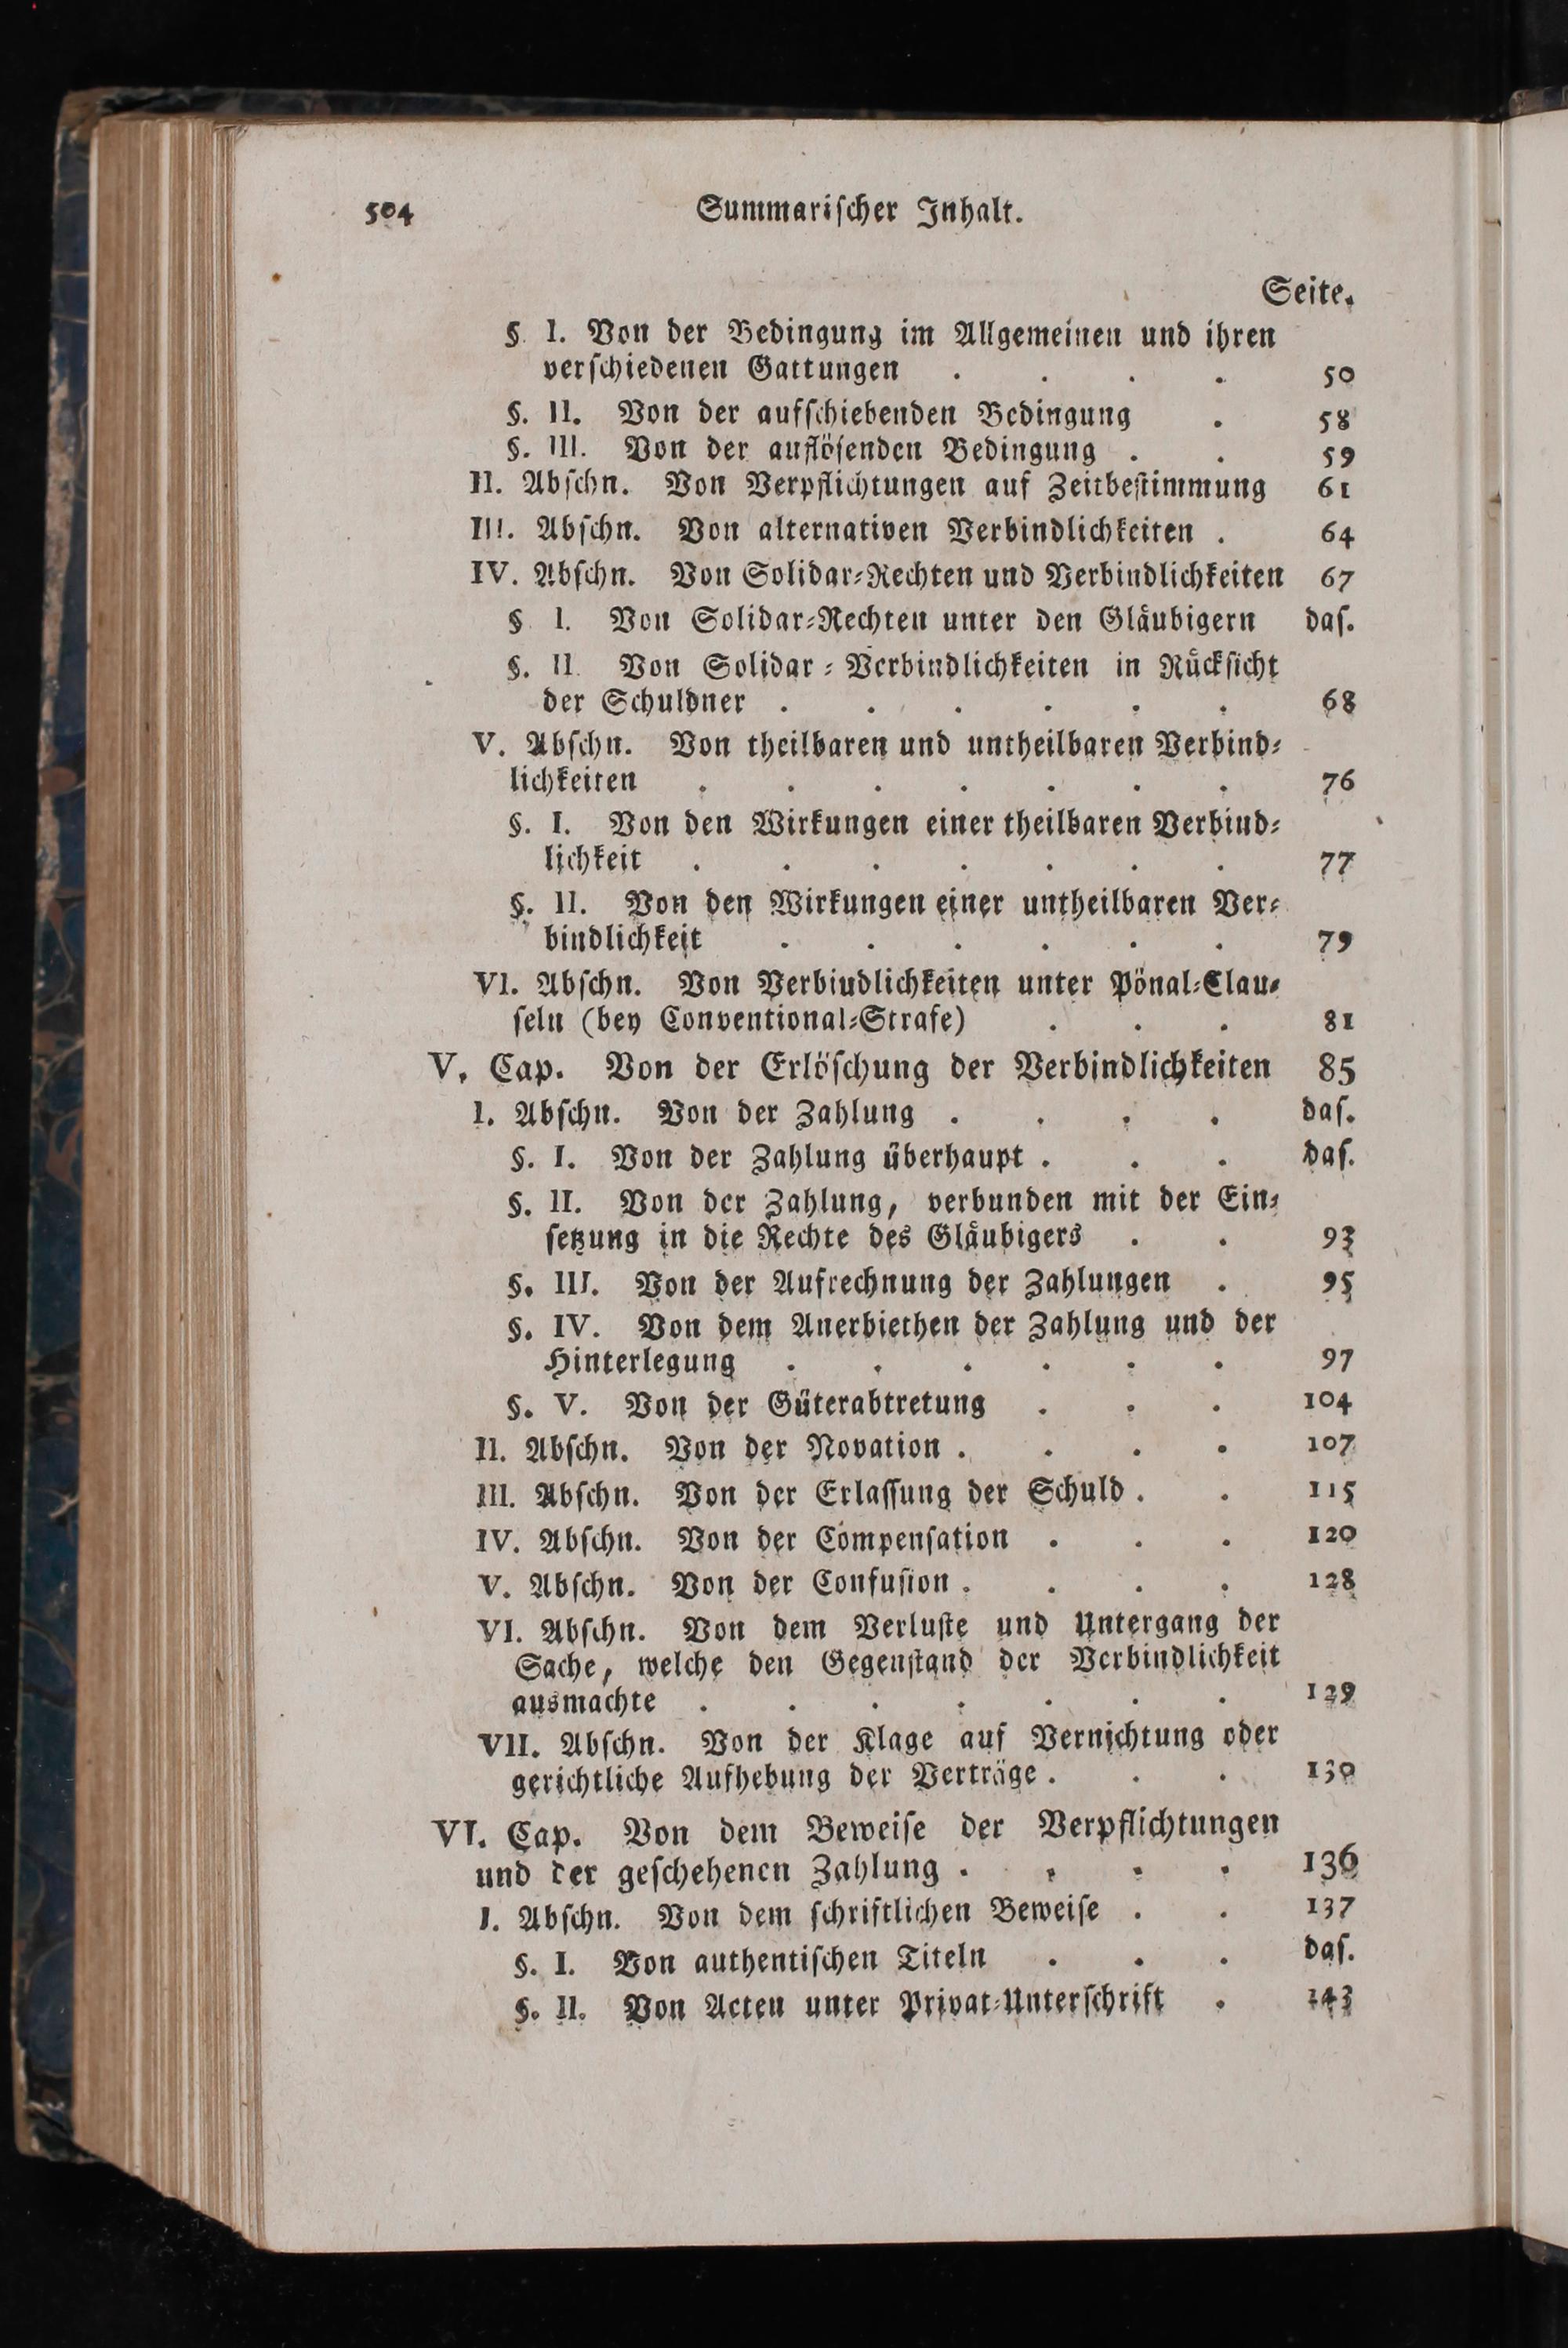 504 Summarischer Inhalt.
Seite.
§. I. Von der Bedingung im Allgemeinen und ihren
verschiedenen Gattungen . . . . 50
§. II. Von der aufschiebenden Bedingung . 58
§. III. Von der auflösenden Bedingung . . 59
II. Abschn. Von Verpflichtungen auf Zeitbestimmung 61
III. Abschn. Von alternativen Verbindlichkeiten . 64
IV. Abschn. Von Solidar-Rechten und Verbindlichkeiten 67
§. I. Von Solidar-Rechten unter den Gläubigern das.
§. II. Von Solidar-Verbindlichkeiten in Rücksicht
der Schuldner . . . . . . 68
V. Abschn. Von theilbaren und untheilbaren Verbind-
lichkeiten . . . . . . . 76
§. I. Von den Wirkungen einer theilbaren Verbind-
lichkeit . . . . . . . 77
§. II. Von den Wirkungen einer untheilbaren Ver-
bindlichkeit . . . . . . 79
VI. Abschn. Von Verbindlichkeiten unter Pönal-Clau-
seln (bey Conventional-Strafe) . . . 81
V. Cap. Von der Erlöschung der Verbindlichkeiten 85
I. Abschn. Von der Zahlung . . . . das.
§. I. Von der Zahlung überhaupt . . . das.
§. II. Von der Zahlung, verbunden mit der Ein-
setzung in die Rechte des Gläubigers . . 93
§. III. Von der Aufrechnung der Zahlungen . 95
§. IV. Von dem Anerbiethen der Zahlung und der
Hinterlegung . . . . . . 97
§. V. Von der Güterabtretung . . . 104
II. Abschn. Von der Novation . . . . 107
III. Abschn. Von der Erlassung der Schuld . . 115
IV. Abschn. Von der Compensation . . . 120
V. Abschn. Von der Confusion . . . . 128
VI. Abschn. Von dem Verluste und Untergang der
Sache, welche den Gegenstand der Verbindlichkeit
ausmachte . . . . . . . 129
VII. Abschn. Von der Klage auf Vernichtung oder
gerichtliche Aufhebung der Verträge . . . 130
VI. Cap. Von dem Beweise der Verpflichtungen
und der geschehenen Zahlung . . . . 136
I. Abschn. Von dem schriftlichen Beweise . . 137
§. I. Von authentischen Titeln . . . das.
§. II. Von Acten unter Privat-Unterschrift . 143